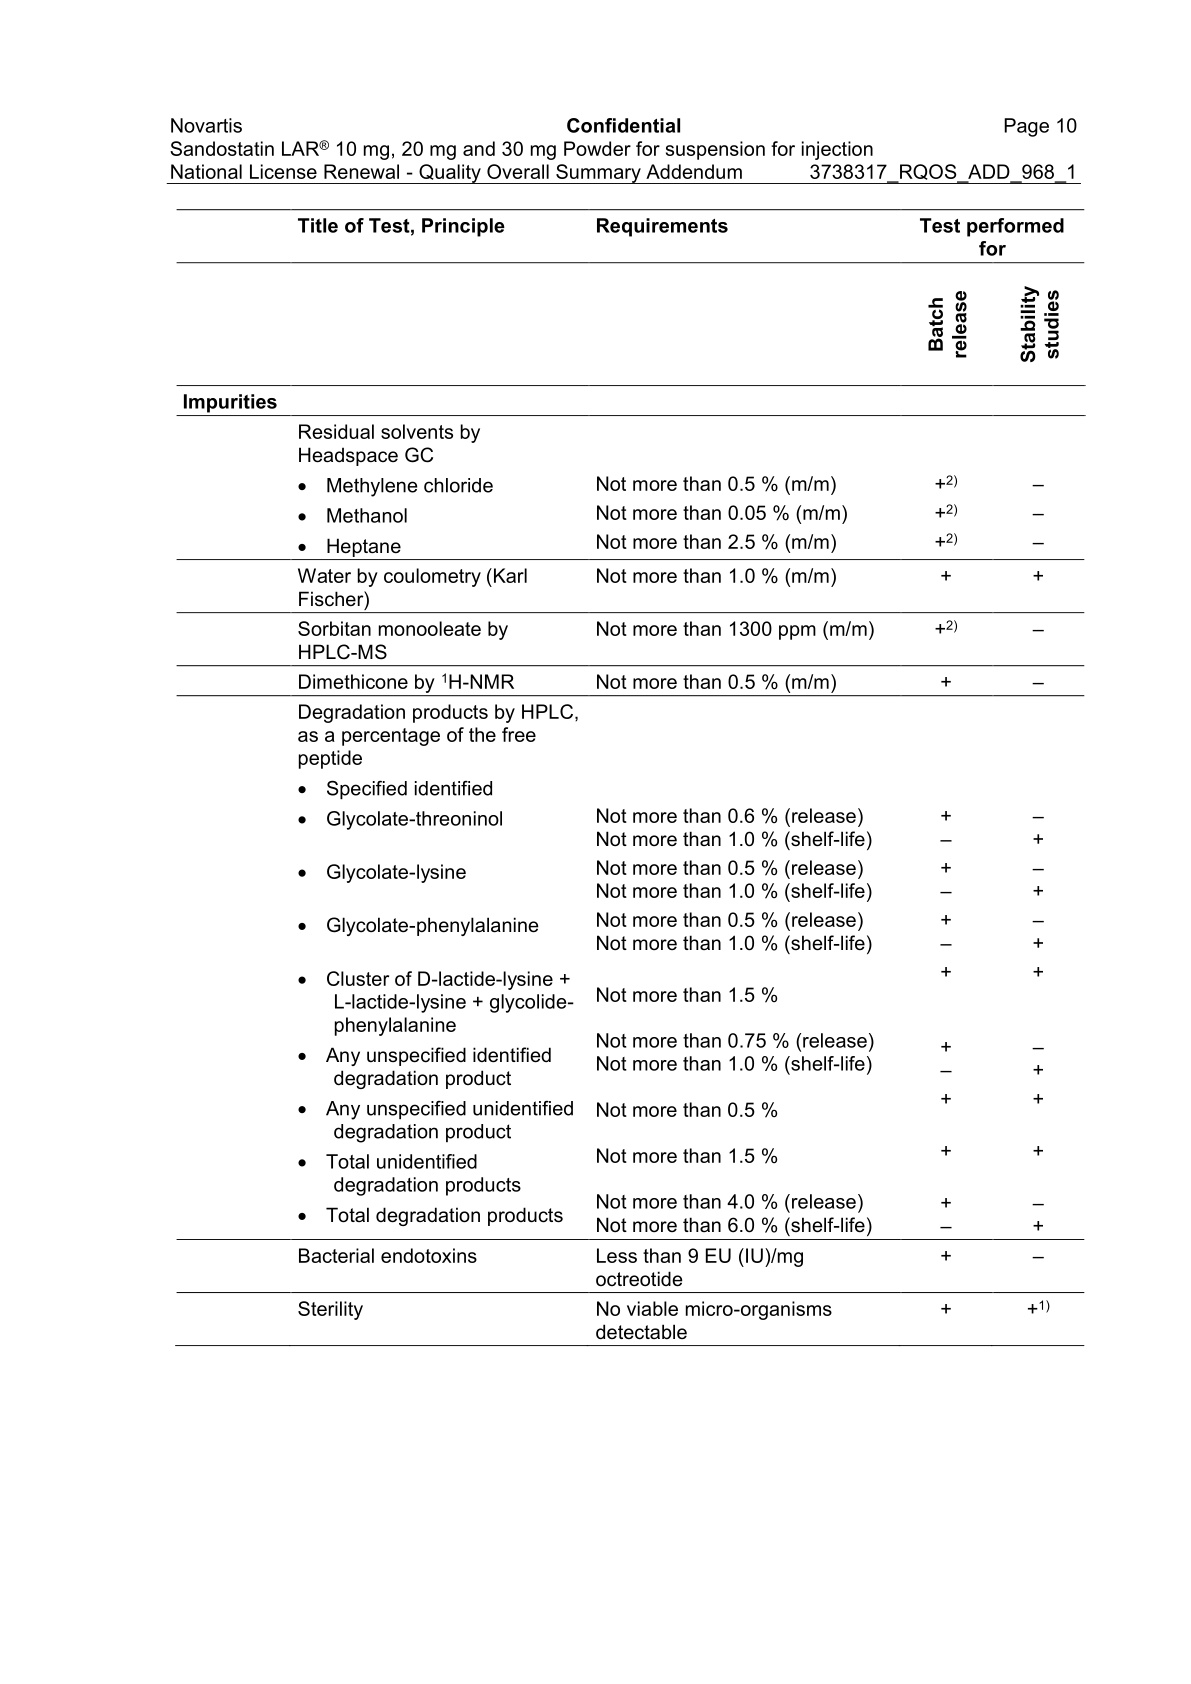 Novartis Confidential Page 10
Sandostatin LAR® 10 mg, 20 mg and 30 mg Powder for suspension for injection
National License Renewal - Quality Overall Summary Addendum 3738317_RQOS_ADD_968_1
Title of Test, Principle Requirements Test performed
for
Batch
release
Stability
studies
Impurities
Residual solvents by
Headspace GC
• Methylene chloride Not more than 0.5 % (m/m) +2) –
• Methanol Not more than 0.05 % (m/m) +2) –
• Heptane Not more than 2.5 % (m/m) +2) –
Water by coulometry (Karl Not more than 1.0 % (m/m) + +
Fischer)
Sorbitan monooleate by Not more than 1300 ppm (m/m) +2) –
HPLC-MS
Dimethicone by 1H-NMR Not more than 0.5 % (m/m) + –
Degradation products by HPLC,
as a percentage of the free
peptide
• Specified identified
• Glycolate-threoninol Not more than 0.6 % (release) + –
Not more than 1.0 % (shelf-life) – +
• Glycolate-lysine Not more than 0.5 % (release) + –
Not more than 1.0 % (shelf-life) – +
• Glycolate-phenylalanine Not more than 0.5 % (release) + –
Not more than 1.0 % (shelf-life) – +
• Cluster of D-lactide-lysine + + +
L-lactide-lysine + glycolide- Not more than 1.5 %
phenylalanine
Not more than 0.75 % (release) + –
• Any unspecified identified Not more than 1.0 % (shelf-life) – +
degradation product
• Any unspecified unidentified Not more than 0.5 % + +
degradation product
• Total unidentified Not more than 1.5 % + +
degradation products
Not more than 4.0 % (release) + –
• Total degradation products Not more than 6.0 % (shelf-life) – +
Bacterial endotoxins Less than 9 EU (IU)/mg + –
octreotide
Sterility No viable micro-organisms + +1)
detectable